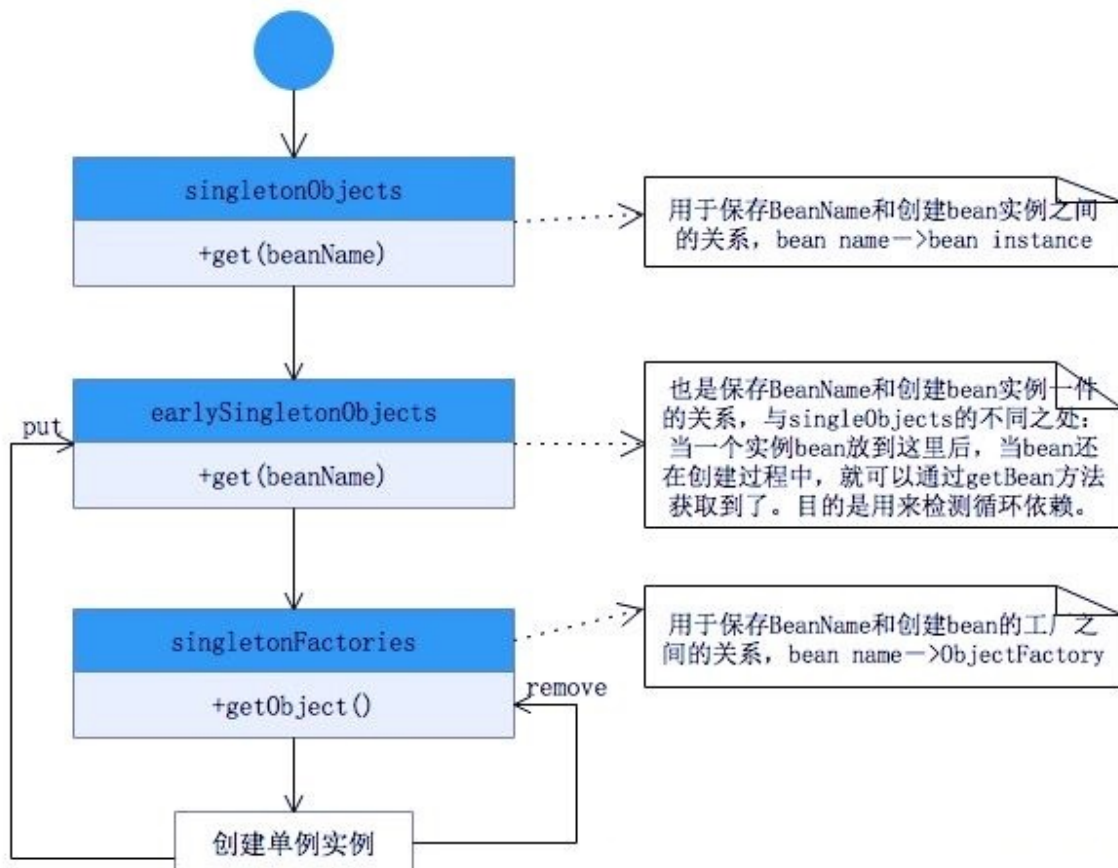 singletonObjects
+get(beanName)
用于保存BeanName和创建bean实例之间
的关系，bean name－>bean instance
earlySingletonObjects
+get(beanName)
put
也是保存BeanName和创建bean实例一件
的关系，与singleObjects的不同之处：
当一个实例bean放到这里后，当bean还
在创建过程中，就可以通过getBean方法
获取到了。目的是用来检测循环依赖。
singletonFactories
+getObject()
remove
用于保存BeanName和创建bean的工厂之
间的关系，bean name－>ObjectFactory
创建单例实例